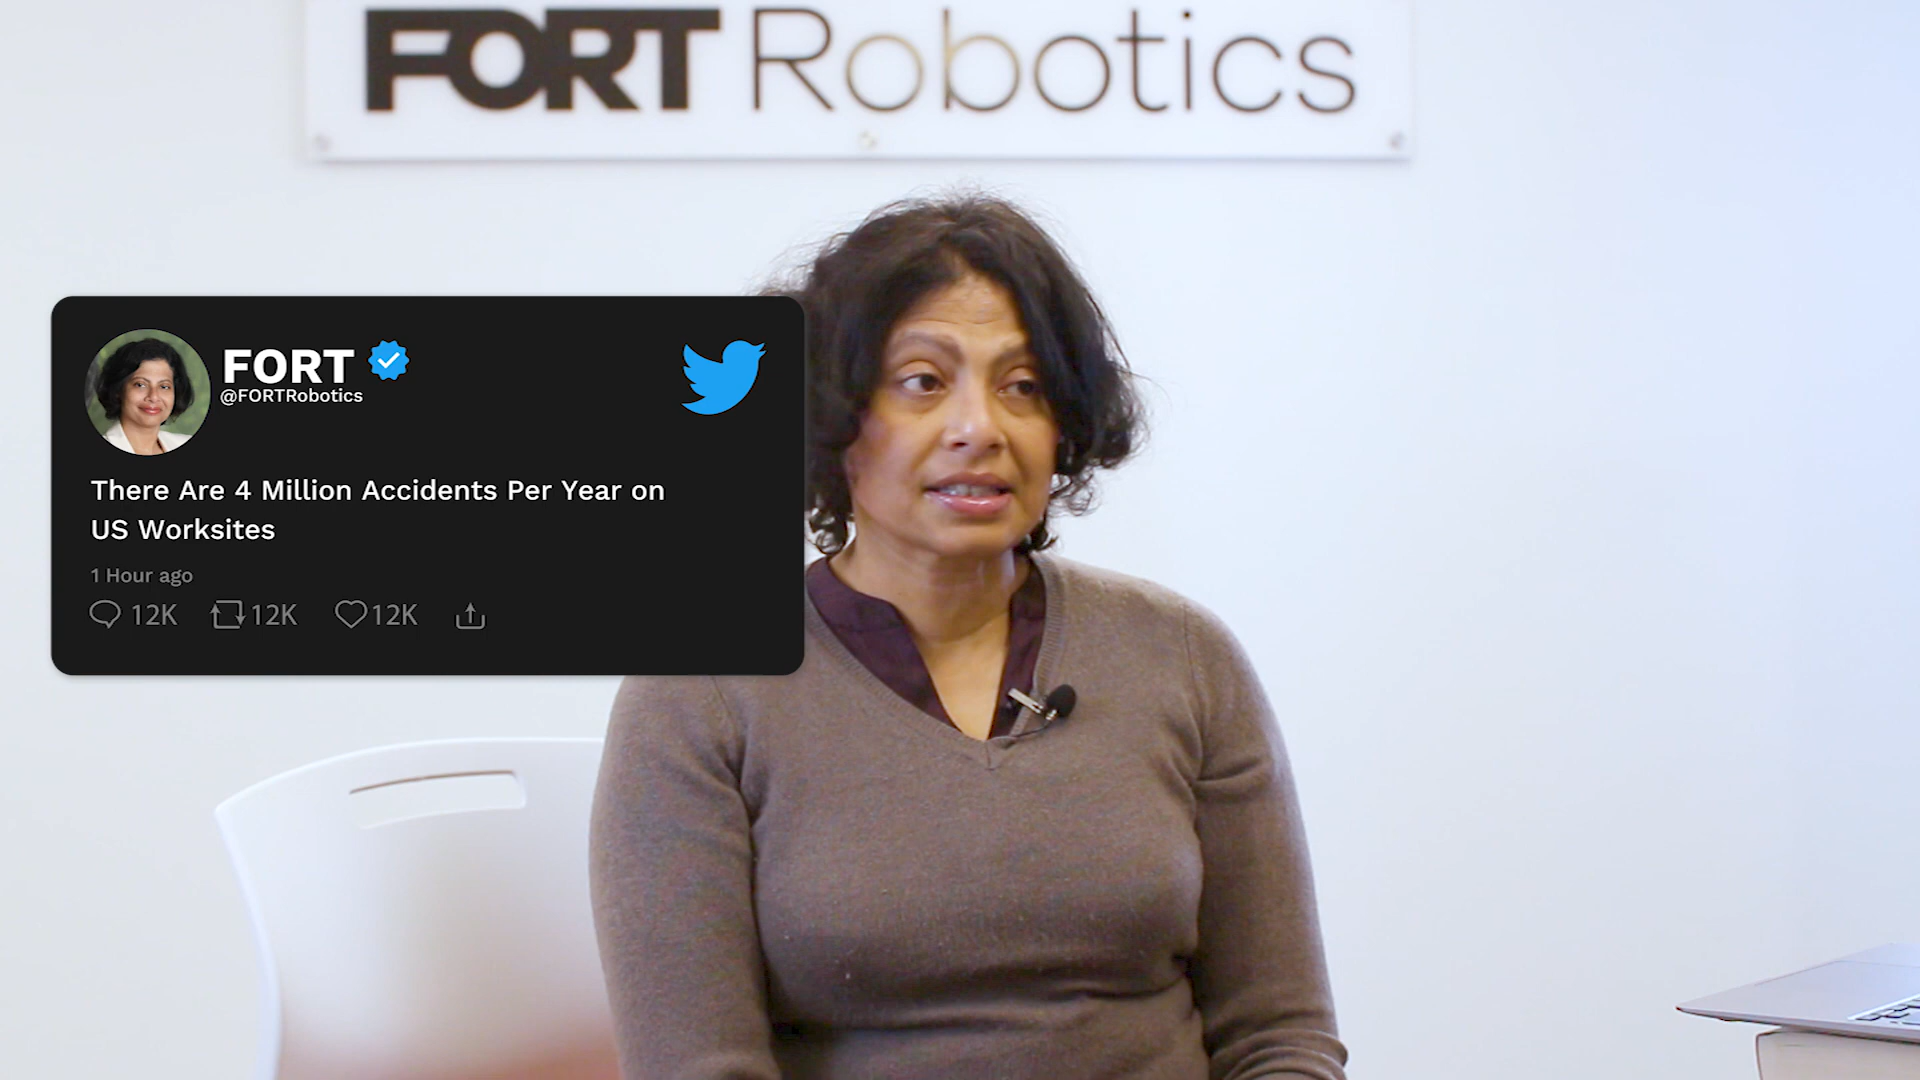 FORT Robotics
FORT
@FORTRobotics
There Are 4 Million Accidents Per Year on
US Worksites
1 Hour ago
12K 12K 12K